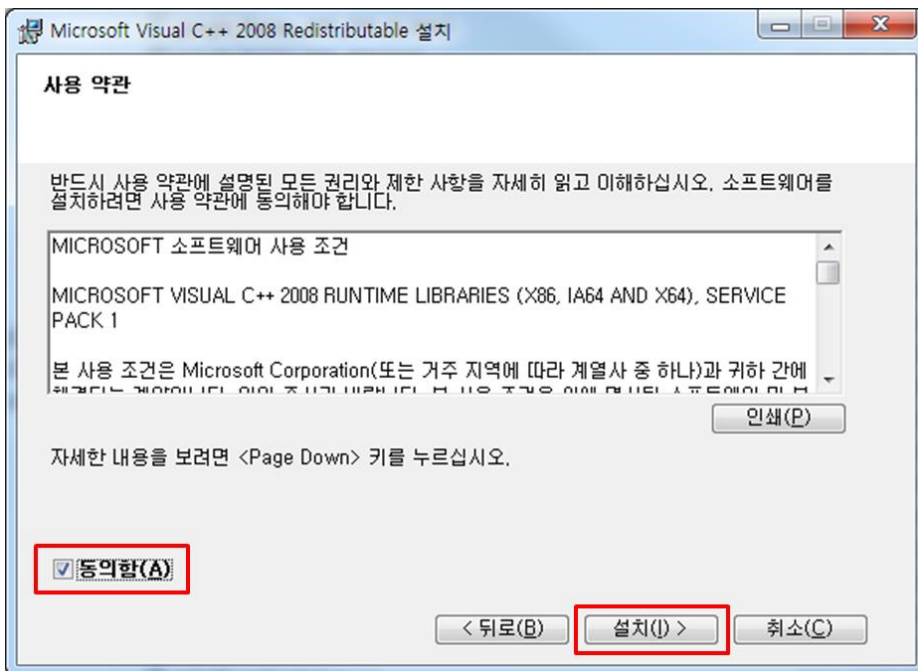 Microsoft Visual C++ 2008 Redistributable 설치
사용 약관
반드시 사용 약관에 설명된 모든 권리와 제한 사항을 자세히 읽고 이해하십시오. 소프트웨어를
설치하려면 사용 약관에 동의해야 합니다.
MICROSOFT 소프트웨어 사용 조건
MICROSOFT VISUAL C++ 2008 RUNTIME LIBRARIES (X86, IA64 AND X64), SERVICE
PACK 1
본 사용 조건은 Microsoft Corporation(또는 거주 지역에 따라 계열사 중 하나)과 귀하 간에
인쇄(P)
자세한 내용을 보려면 <Page Down> 키를 누르십시오.
동의함(A)
< 뒤로(B)
설치(I) >
취소(C)